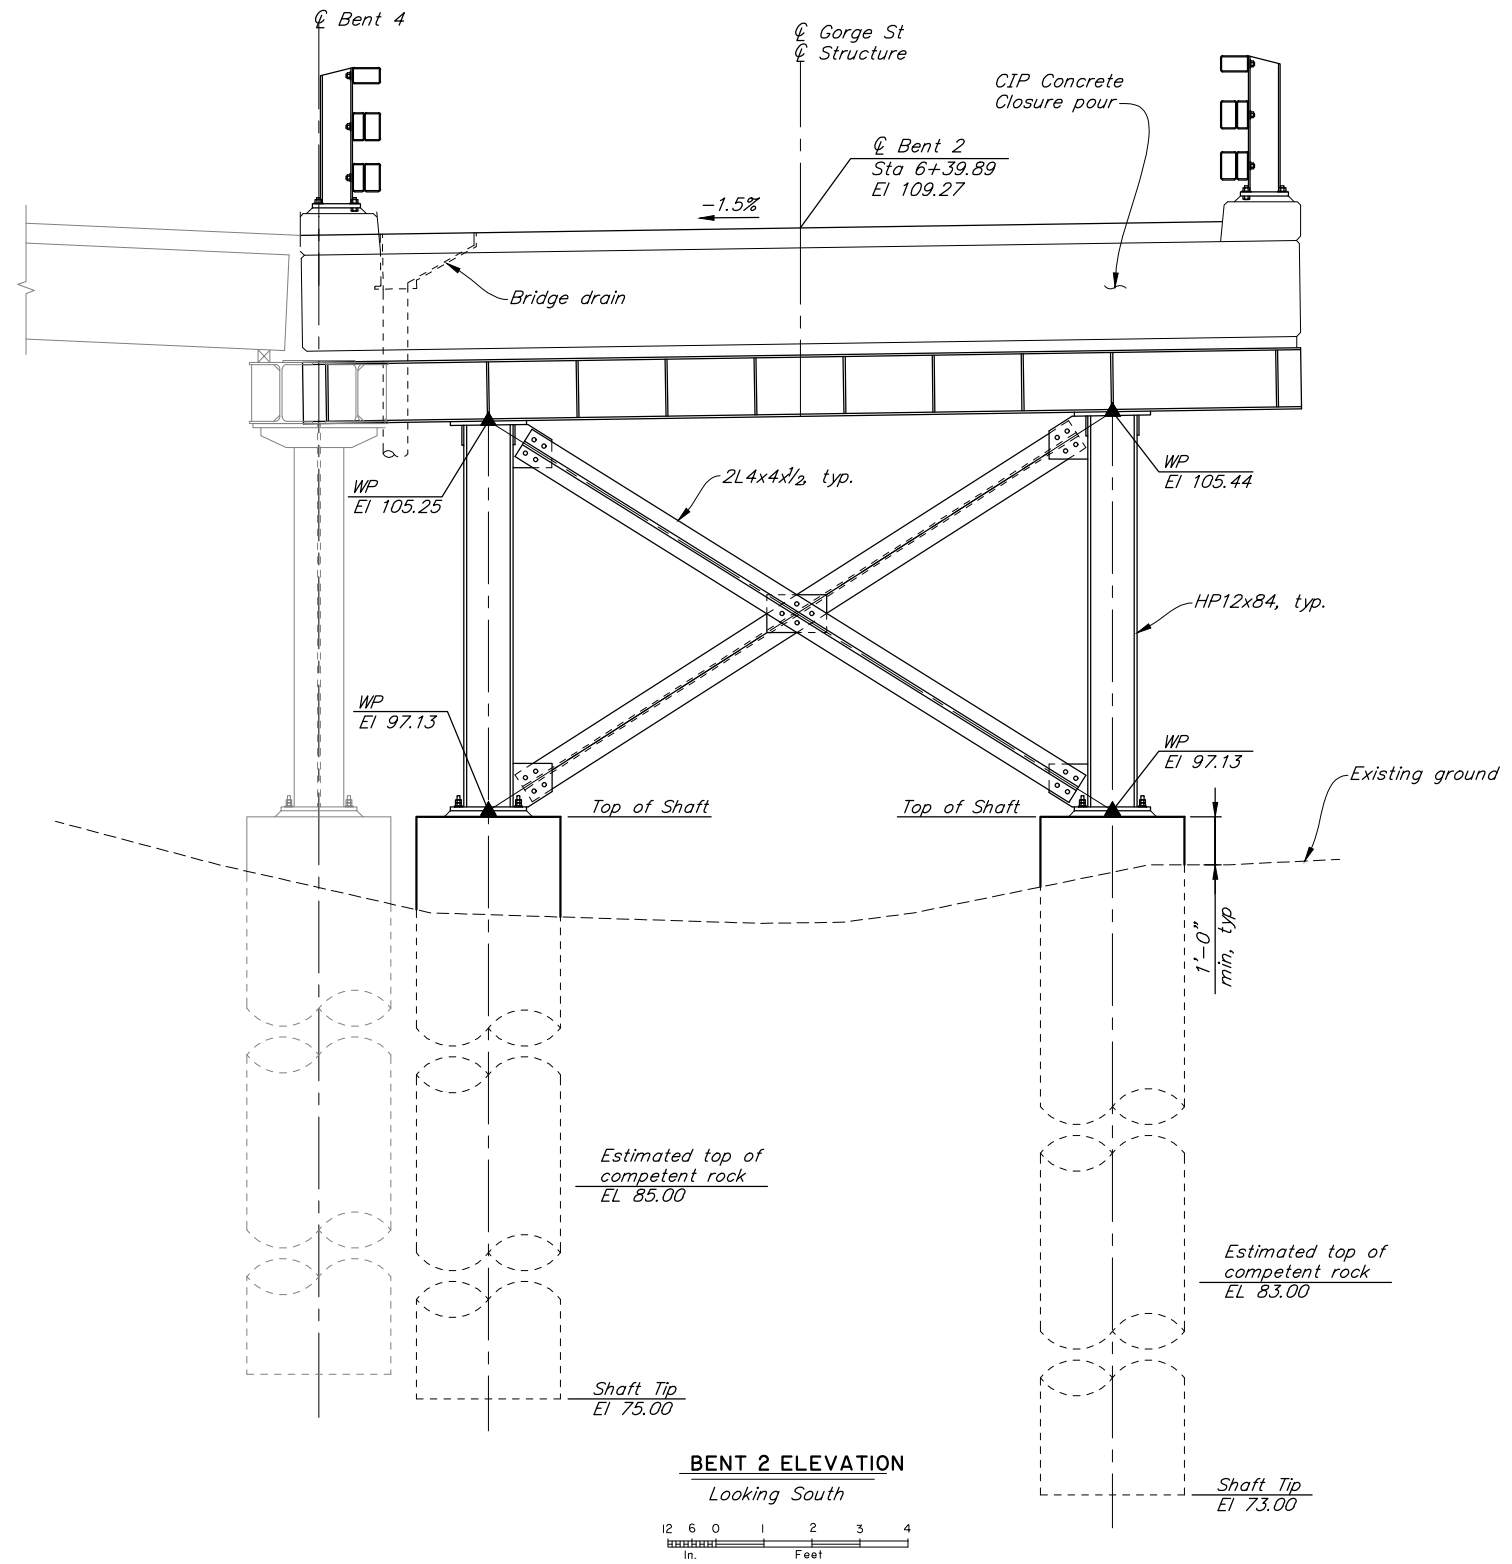 ℄ Bent 4
℄ Gorge St
℄ Structure
CIP Concrete
Closure pour
℄ Bent 2
Sta 6+39.89
El 109.27
-1.5%
Bridge drain
WP
El 105.25
2L4x4x1/2, typ.
WP
El 105.44
HP12x84, typ.
WP
El 97.13
WP
El 97.13
Existing ground
Top of Shaft
Top of Shaft
1'-0"
min, typ
Estimated top of
competent rock
EL 85.00
Estimated top of
competent rock
EL 83.00
Shaft Tip
El 75.00
Shaft Tip
El 73.00
BENT 2 ELEVATION
Looking South
12 6 0 1 2 3 4
In. Feet